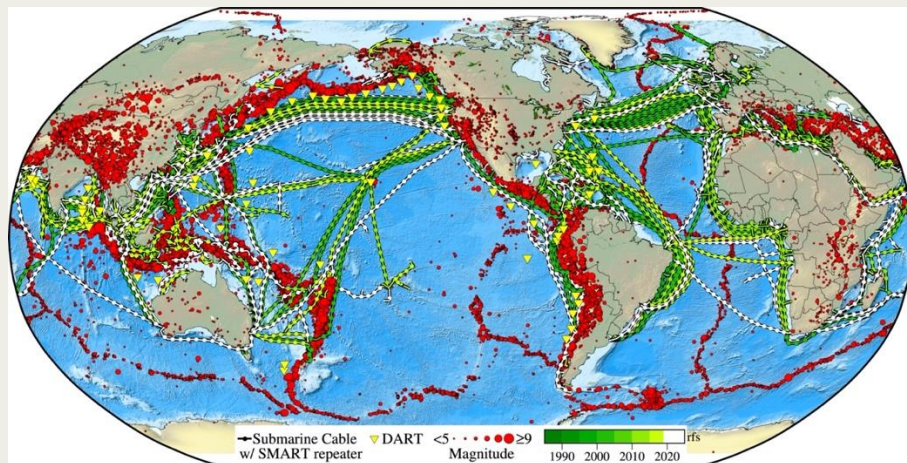 Submarine Cable
w/ SMART repeater
DART
<5 ≥9
Magnitude
rfs
1990 2000 2010 2020